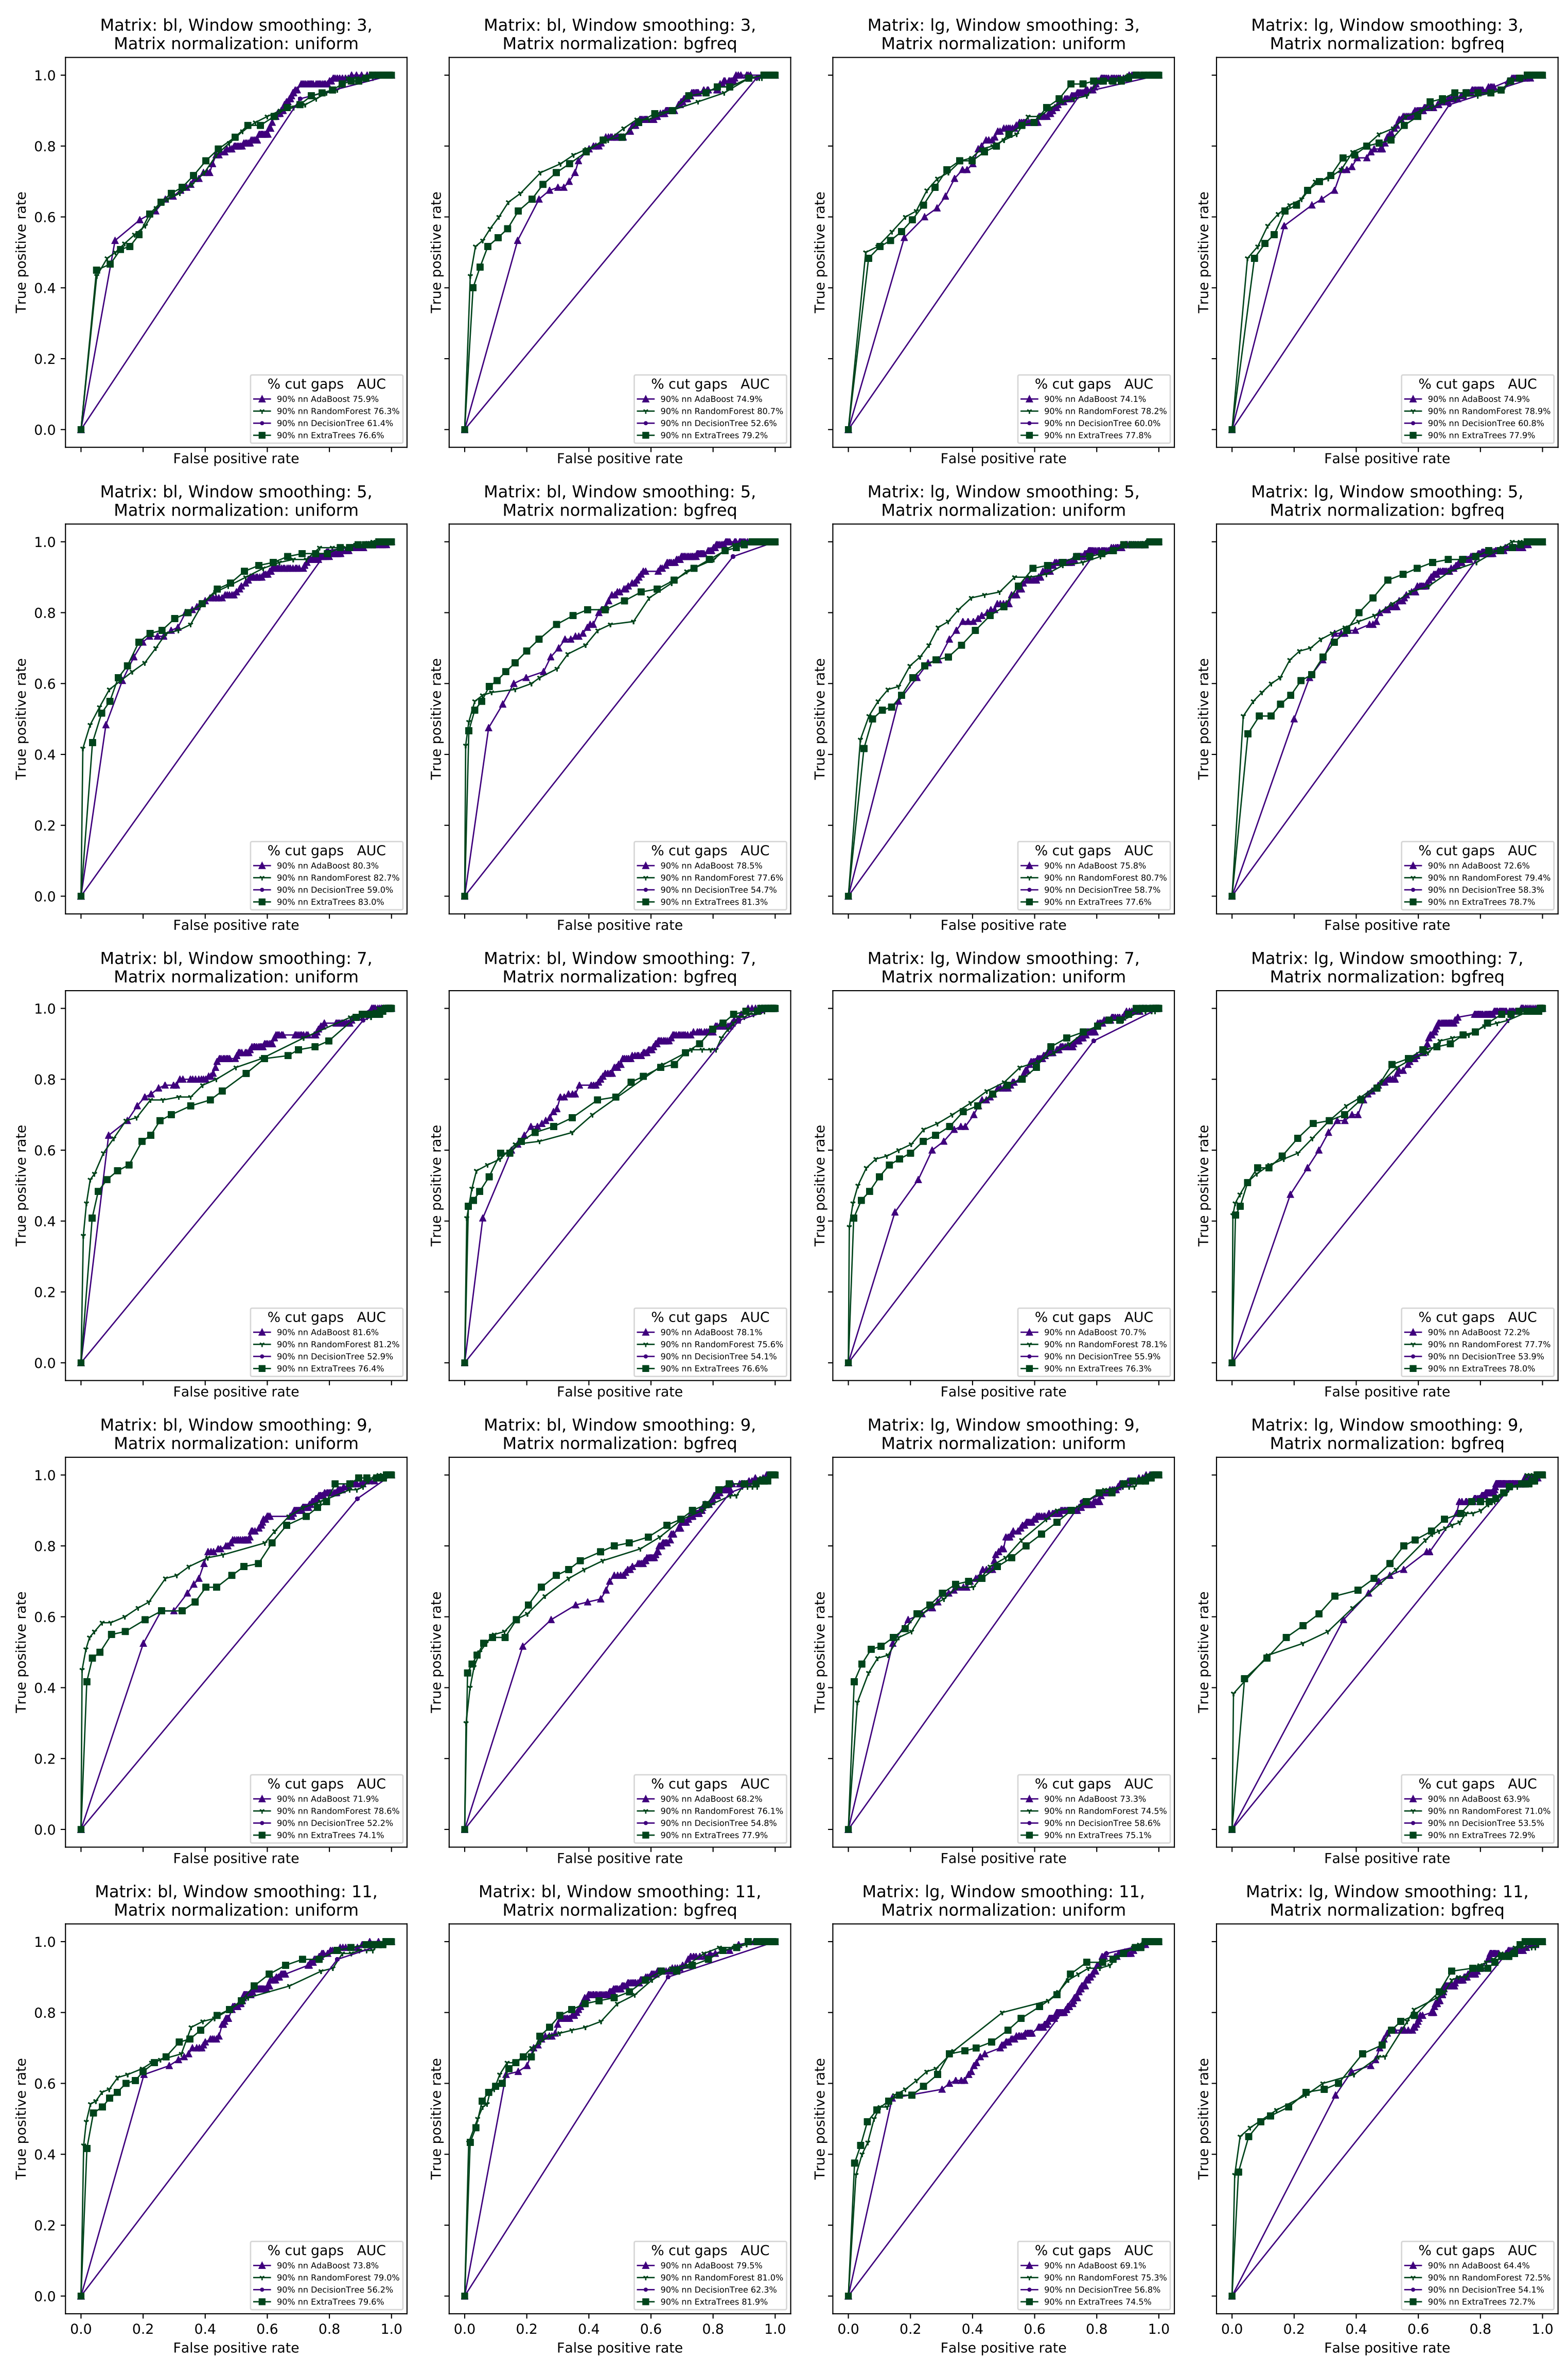 Matrix: bl, Window smoothing: 3,
Matrix normalization: uniform
True positive rate
1.0
0.8
0.6
0.4
0.2
0.0
% cut gaps AUC
90% nn AdaBoost 75.9%
90% nn RandomForest 76.3%
90% nn DecisionTree 61.4%
90% nn ExtraTrees 76.6%
False positive rate
Matrix: bl, Window smoothing: 3,
Matrix normalization: bgfreq
True positive rate
% cut gaps AUC
90% nn AdaBoost 74.9%
90% nn RandomForest 80.7%
90% nn DecisionTree 52.6%
90% nn ExtraTrees 79.2%
False positive rate
Matrix: lg, Window smoothing: 3,
Matrix normalization: uniform
True positive rate
% cut gaps AUC
90% nn AdaBoost 74.1%
90% nn RandomForest 78.2%
90% nn DecisionTree 60.0%
90% nn ExtraTrees 77.8%
False positive rate
Matrix: lg, Window smoothing: 3,
Matrix normalization: bgfreq
True positive rate
% cut gaps AUC
90% nn AdaBoost 74.9%
90% nn RandomForest 78.9%
90% nn DecisionTree 60.8%
90% nn ExtraTrees 77.9%
False positive rate
Matrix: bl, Window smoothing: 5,
Matrix normalization: uniform
True positive rate
1.0
0.8
0.6
0.4
0.2
0.0
% cut gaps AUC
90% nn AdaBoost 80.3%
90% nn RandomForest 82.7%
90% nn DecisionTree 59.0%
90% nn ExtraTrees 83.0%
False positive rate
Matrix: bl, Window smoothing: 5,
Matrix normalization: bgfreq
True positive rate
% cut gaps AUC
90% nn AdaBoost 78.5%
90% nn RandomForest 77.6%
90% nn DecisionTree 54.7%
90% nn ExtraTrees 81.3%
False positive rate
Matrix: lg, Window smoothing: 5,
Matrix normalization: uniform
True positive rate
% cut gaps AUC
90% nn AdaBoost 75.8%
90% nn RandomForest 80.7%
90% nn DecisionTree 58.7%
90% nn ExtraTrees 77.6%
False positive rate
Matrix: lg, Window smoothing: 5,
Matrix normalization: bgfreq
True positive rate
% cut gaps AUC
90% nn AdaBoost 72.6%
90% nn RandomForest 79.4%
90% nn DecisionTree 58.3%
90% nn ExtraTrees 78.7%
False positive rate
Matrix: bl, Window smoothing: 7,
Matrix normalization: uniform
True positive rate
1.0
0.8
0.6
0.4
0.2
0.0
% cut gaps AUC
90% nn AdaBoost 81.6%
90% nn RandomForest 81.2%
90% nn DecisionTree 52.9%
90% nn ExtraTrees 76.4%
False positive rate
Matrix: bl, Window smoothing: 7,
Matrix normalization: bgfreq
True positive rate
% cut gaps AUC
90% nn AdaBoost 78.1%
90% nn RandomForest 75.6%
90% nn DecisionTree 54.1%
90% nn ExtraTrees 76.6%
False positive rate
Matrix: lg, Window smoothing: 7,
Matrix normalization: uniform
True positive rate
% cut gaps AUC
90% nn AdaBoost 70.7%
90% nn RandomForest 78.1%
90% nn DecisionTree 55.9%
90% nn ExtraTrees 76.3%
False positive rate
Matrix: lg, Window smoothing: 7,
Matrix normalization: bgfreq
True positive rate
% cut gaps AUC
90% nn AdaBoost 72.2%
90% nn RandomForest 77.7%
90% nn DecisionTree 53.9%
90% nn ExtraTrees 78.0%
False positive rate
Matrix: bl, Window smoothing: 9,
Matrix normalization: uniform
True positive rate
1.0
0.8
0.6
0.4
0.2
0.0
% cut gaps AUC
90% nn AdaBoost 71.9%
90% nn RandomForest 78.6%
90% nn DecisionTree 52.2%
90% nn ExtraTrees 74.1%
False positive rate
Matrix: bl, Window smoothing: 9,
Matrix normalization: bgfreq
True positive rate
% cut gaps AUC
90% nn AdaBoost 68.2%
90% nn RandomForest 76.1%
90% nn DecisionTree 54.8%
90% nn ExtraTrees 77.9%
False positive rate
Matrix: lg, Window smoothing: 9,
Matrix normalization: uniform
True positive rate
% cut gaps AUC
90% nn AdaBoost 73.3%
90% nn RandomForest 74.5%
90% nn DecisionTree 58.6%
90% nn ExtraTrees 75.1%
False positive rate
Matrix: lg, Window smoothing: 9,
Matrix normalization: bgfreq
True positive rate
% cut gaps AUC
90% nn AdaBoost 63.9%
90% nn RandomForest 71.0%
90% nn DecisionTree 53.5%
90% nn ExtraTrees 72.9%
False positive rate
Matrix: bl, Window smoothing: 11,
Matrix normalization: uniform
True positive rate
1.0
0.8
0.6
0.4
0.2
0.0
% cut gaps AUC
90% nn AdaBoost 73.8%
90% nn RandomForest 79.0%
90% nn DecisionTree 56.2%
90% nn ExtraTrees 79.6%
0.0 0.2 0.4 0.6 0.8 1.0
False positive rate
Matrix: bl, Window smoothing: 11,
Matrix normalization: bgfreq
True positive rate
% cut gaps AUC
90% nn AdaBoost 79.5%
90% nn RandomForest 81.0%
90% nn DecisionTree 62.3%
90% nn ExtraTrees 81.9%
0.0 0.2 0.4 0.6 0.8 1.0
False positive rate
Matrix: lg, Window smoothing: 11,
Matrix normalization: uniform
True positive rate
% cut gaps AUC
90% nn AdaBoost 69.1%
90% nn RandomForest 75.3%
90% nn DecisionTree 56.8%
90% nn ExtraTrees 74.5%
0.0 0.2 0.4 0.6 0.8 1.0
False positive rate
Matrix: lg, Window smoothing: 11,
Matrix normalization: bgfreq
True positive rate
% cut gaps AUC
90% nn AdaBoost 64.4%
90% nn RandomForest 72.5%
90% nn DecisionTree 54.1%
90% nn ExtraTrees 72.7%
0.0 0.2 0.4 0.6 0.8 1.0
False positive rate